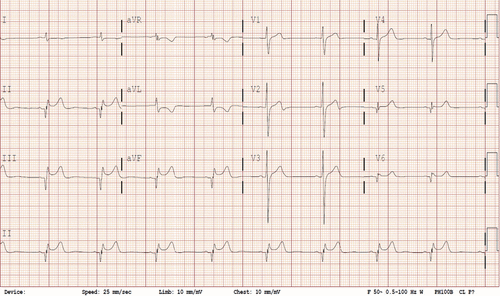 I aVR V1 V4
II aVL V2 V5
III aVF V3 V6
II
Device: Speed: 25 mm/sec Limb: 10 mm/mV Chest: 10 mm/mV F 50~ 0.5-100 Hz W PH100B CL P?